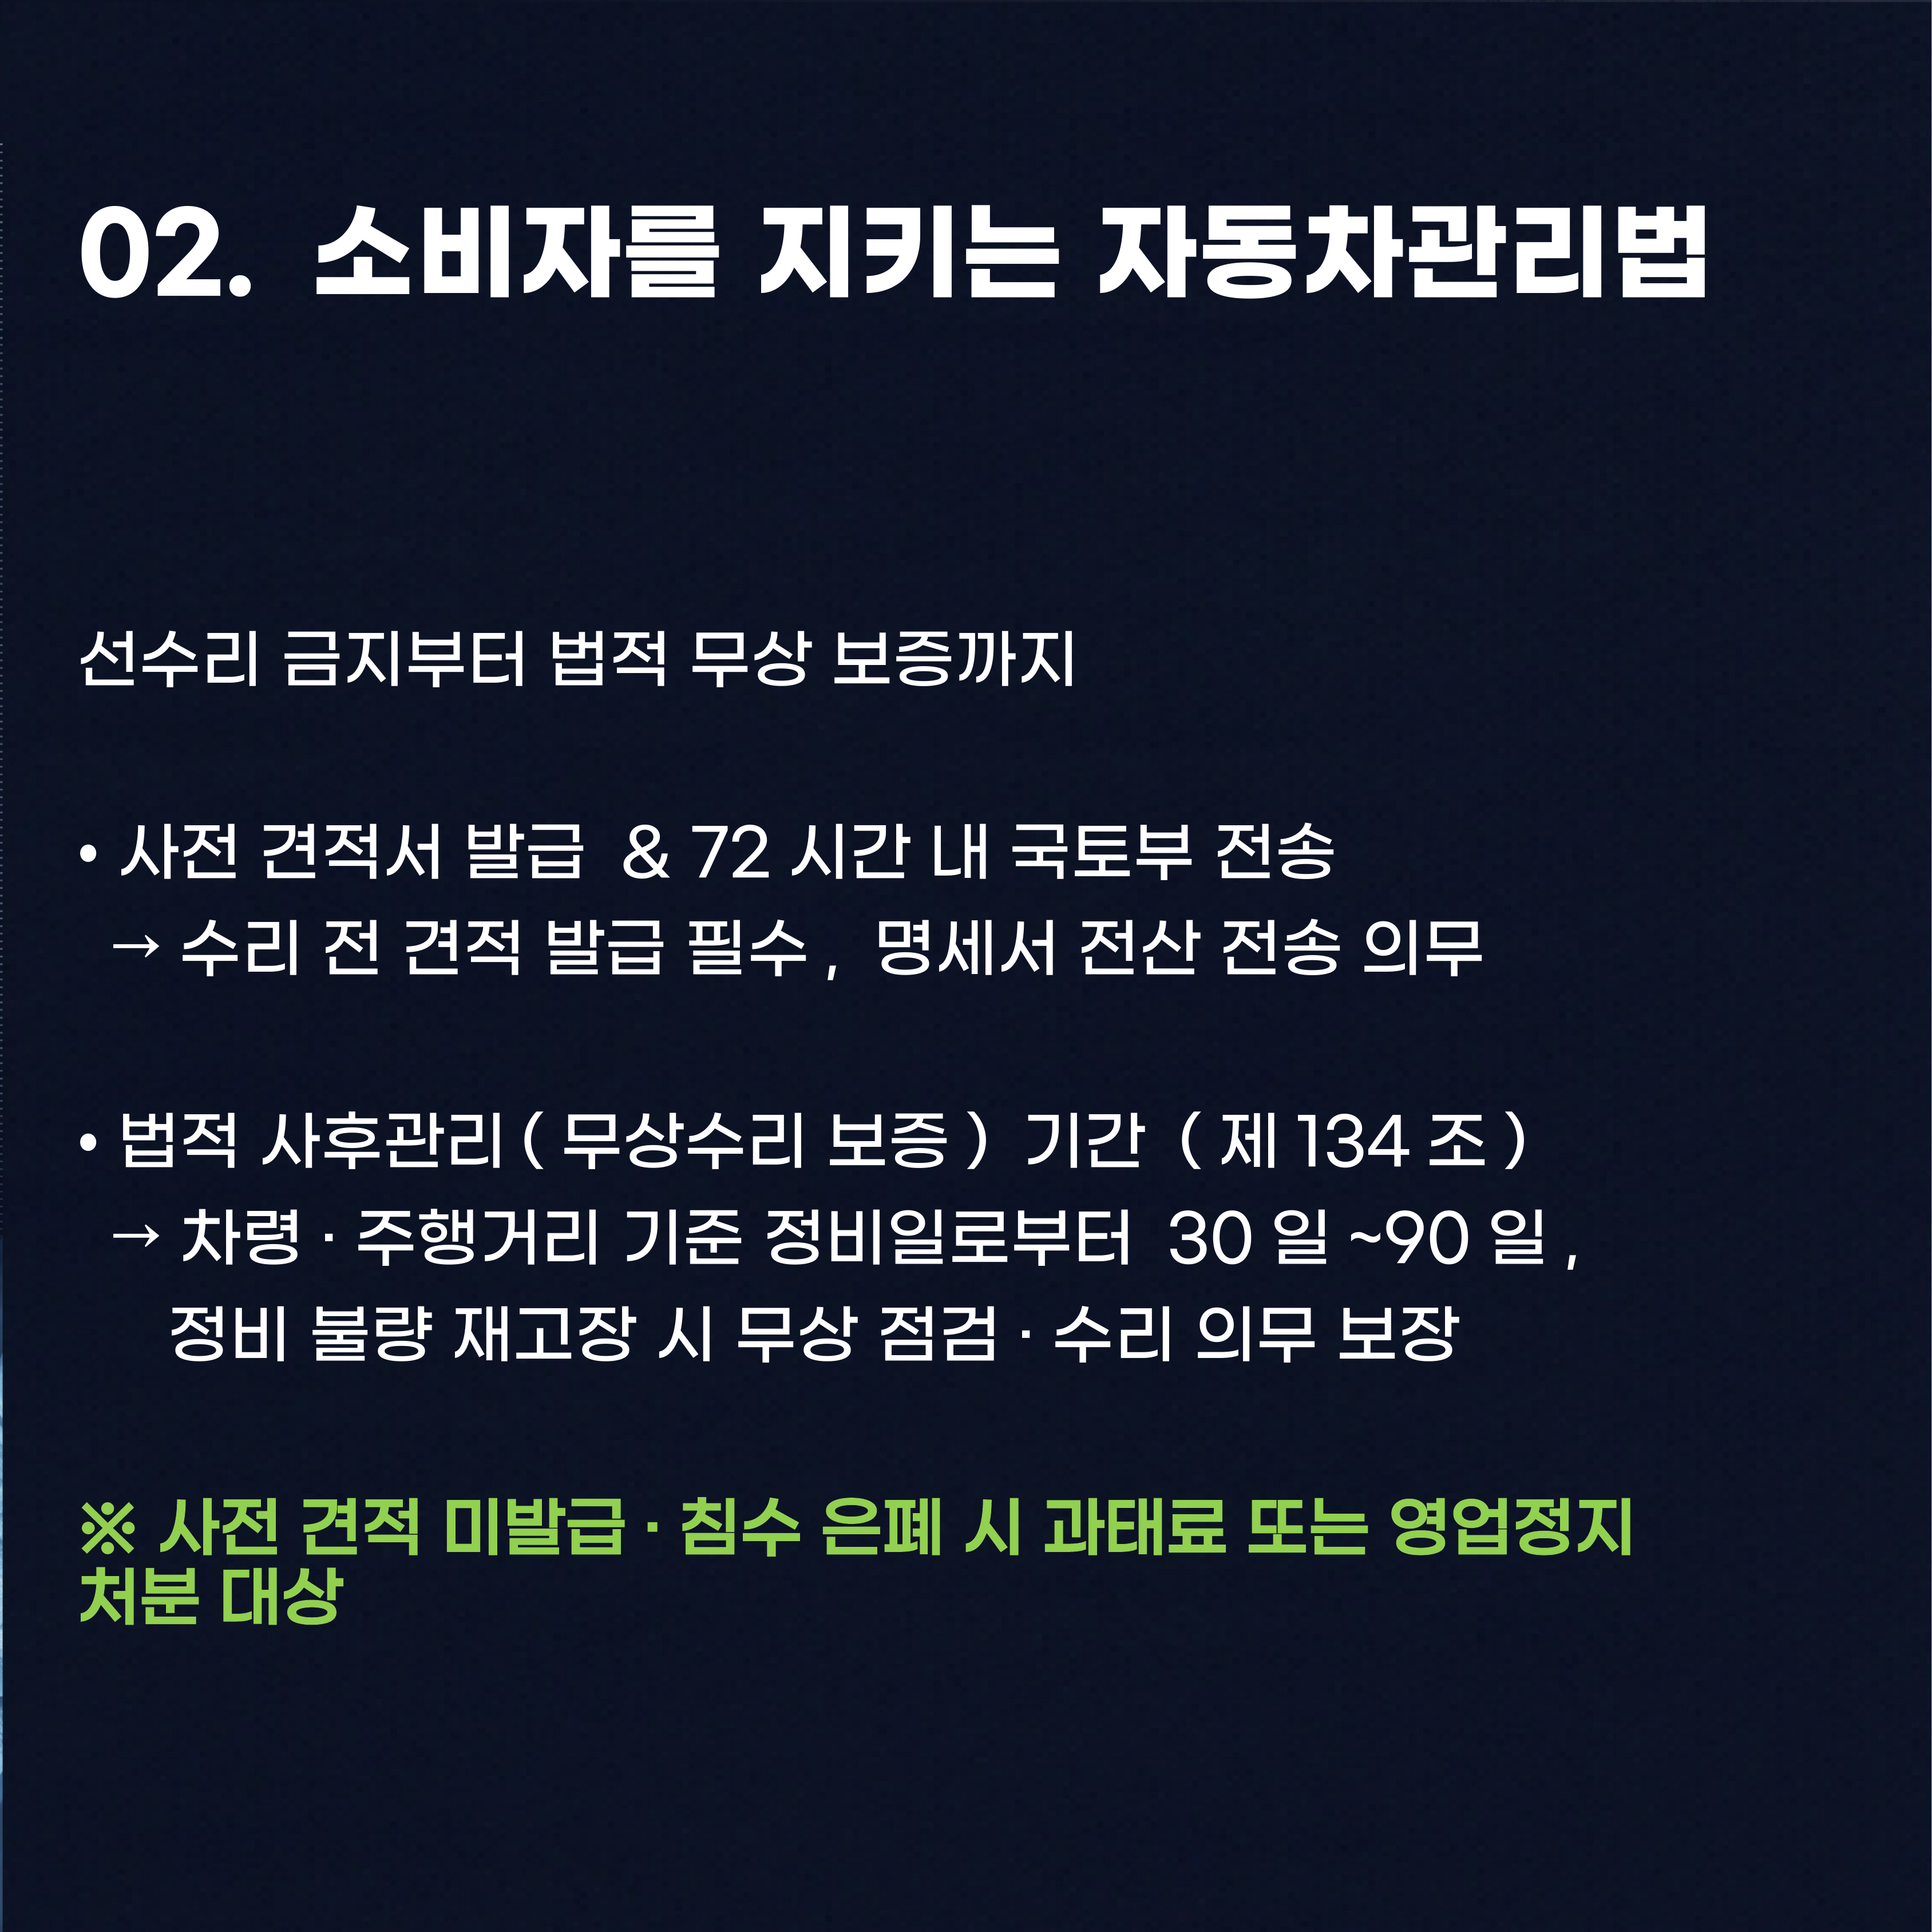 02. 소비자를 지키는 자동차관리법
선수리 금지부터 법적 무상 보증까지
• 사전 견적서 발급 & 72 시간 내 국토부 전송
→ 수리 전 견적 발급 필수 , 명세서 전산 전송 의무
• 법적 사후관리 ( 무상수리 보증 ) 기간 ( 제 134 조 )
→ 차령 · 주행거리 기준 정비일로부터 30 일 ~90 일 ,
정비 불량 재고장 시 무상 점검 · 수리 의무 보장
※ 사전 견적 미발급 · 침수 은폐 시 과태료 또는 영업정지
처분 대상